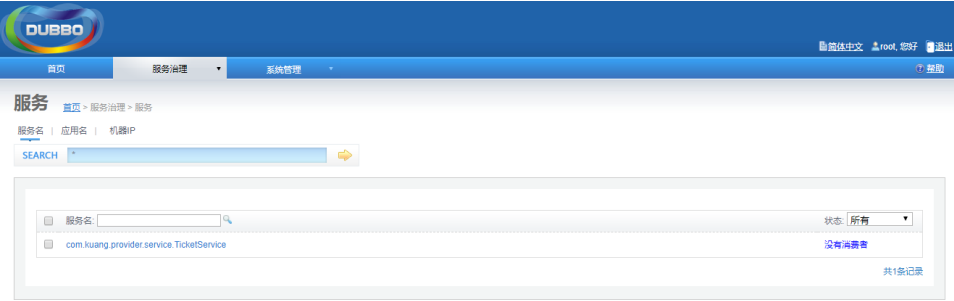 DUBBO
简体中文 root, 您好 退出
首页 服务治理 系统管理 帮助
服务 首页 > 服务治理 > 服务
服务名 | 应用名 | 机器IP
SEARCH *
服务名: 状态: 所有
com.kuang.provider.service.TicketService 没有消费者
共1条记录